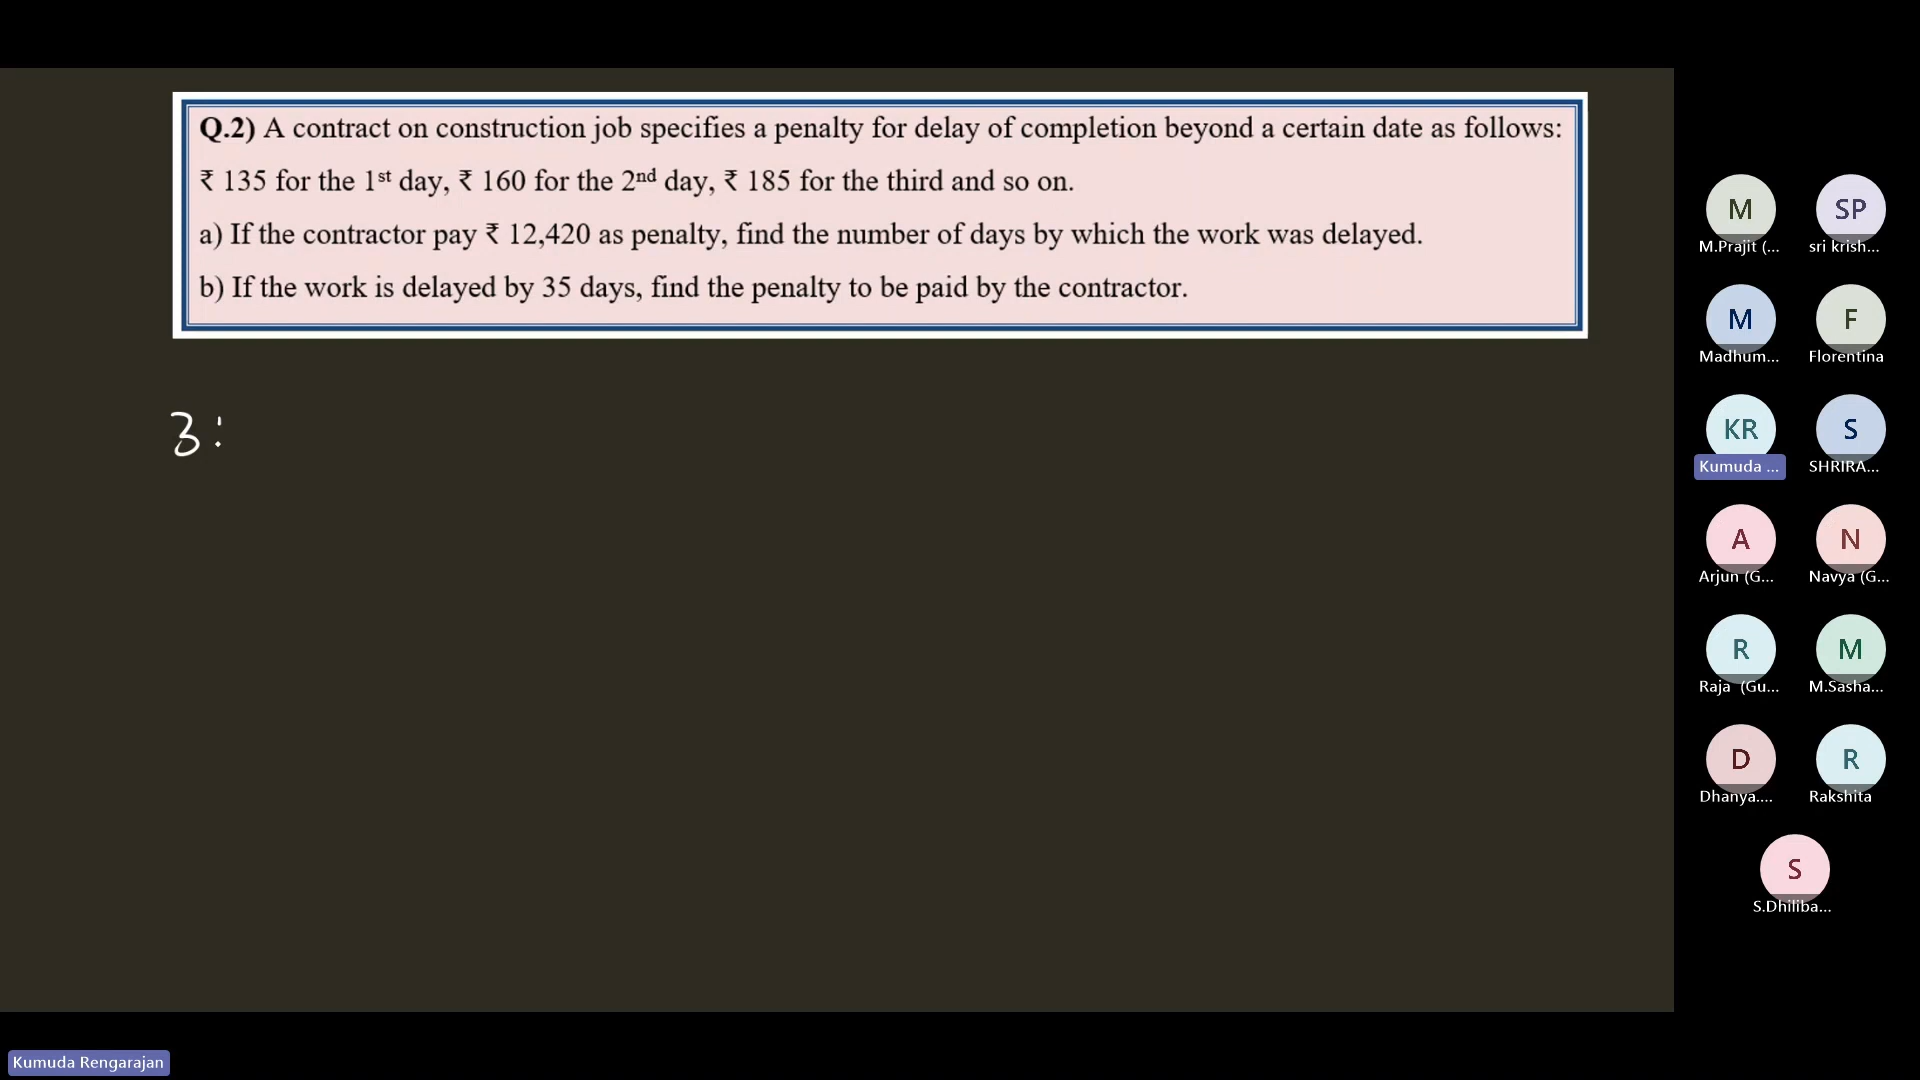 Q.2) A contract on construction job specifies a penalty for delay of completion beyond a certain date as follows:
₹ 135 for the 1st day, ₹ 160 for the 2nd day, ₹ 185 for the third and so on.
a) If the contractor pay ₹ 12,420 as penalty, find the number of days by which the work was delayed.
b) If the work is delayed by 35 days, find the penalty to be paid by the contractor.
3:
M SP
M.Prajit (... sri krish...
M F
Madhum... Florentina
KR S
Kumuda ... SHRIRA...
A N
Arjun (G... Navya (G...
R M
Raja (Gu... M.Sasha...
D R
Dhanya.... Rakshita
S
S.Dhiliba...
Kumuda Rengarajan